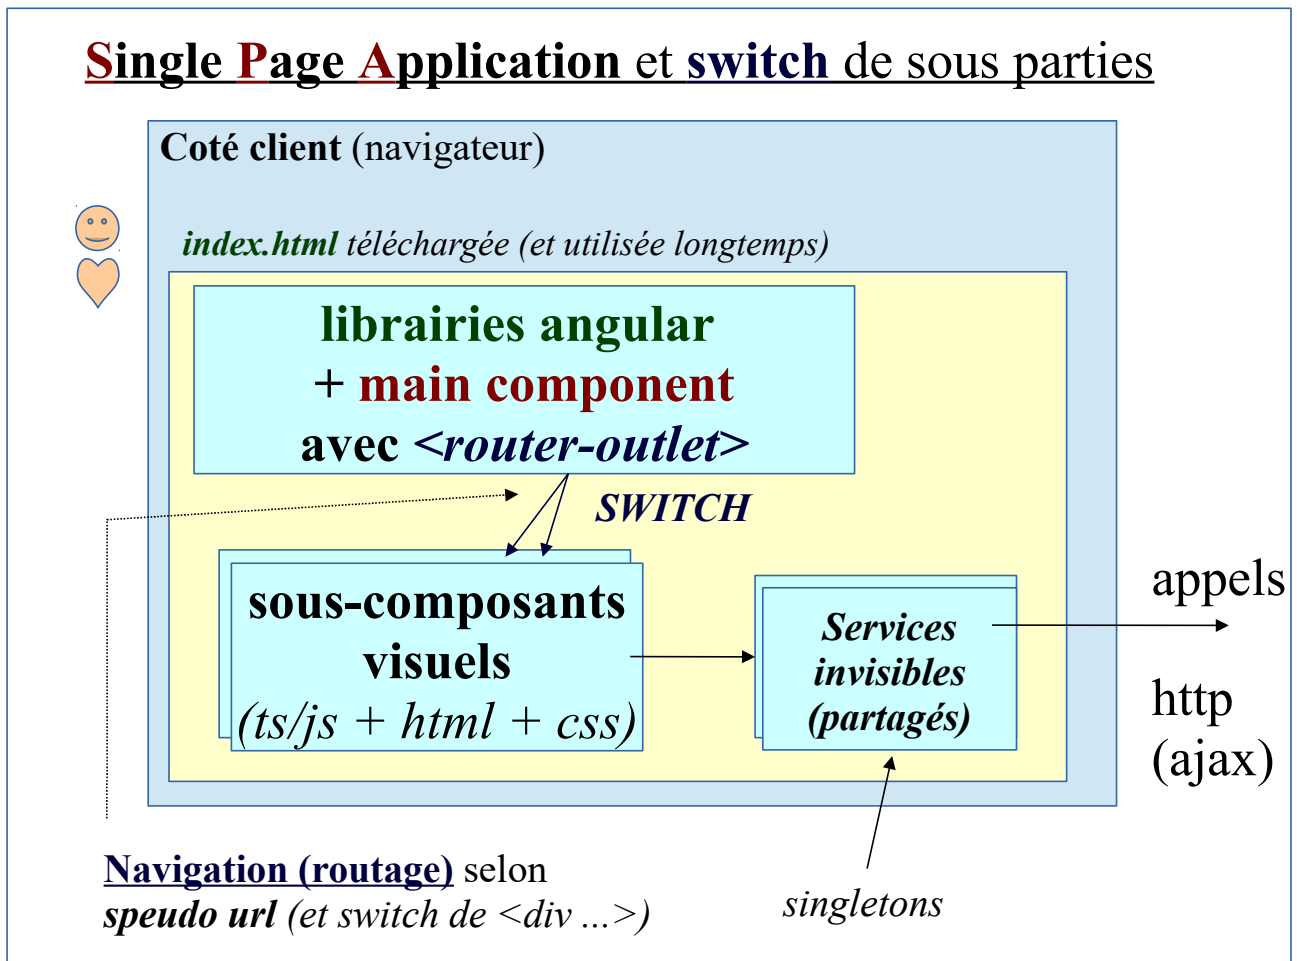 Single Page Application et switch de sous parties
Coté client (navigateur)
index.html téléchargée (et utilisée longtemps)
librairies angular
+ main component
avec <router-outlet>
SWITCH
sous-composants
visuels
(ts/js + html + css)
Services
invisibles
(partagés)
appels
http
(ajax)
Navigation (routage) selon
speudo url (et switch de <div ...>)
singletons